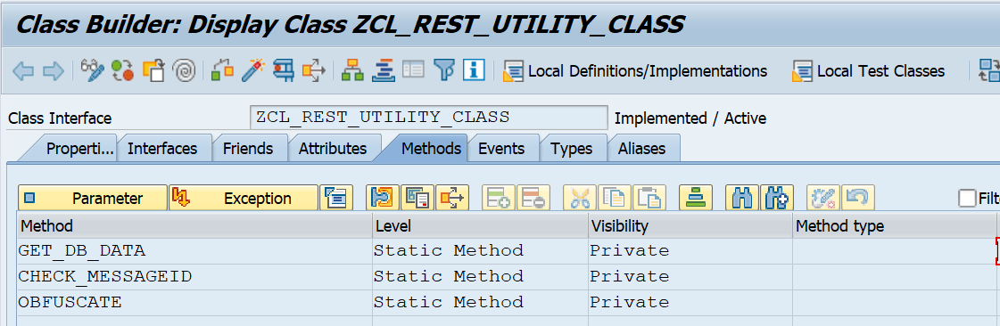 Class Builder: Display Class ZCL_REST_UTILITY_CLASS
Local Definitions/Implementations Local Test Classes
Class Interface ZCL_REST_UTILITY_CLASS Implemented / Active
Properti... Interfaces Friends Attributes Methods Events Types Aliases
Parameter Exception
Method Level Visibility Method type
GET_DB_DATA Static Method Private
CHECK_MESSAGEID Static Method Private
OBFUSCATE Static Method Private